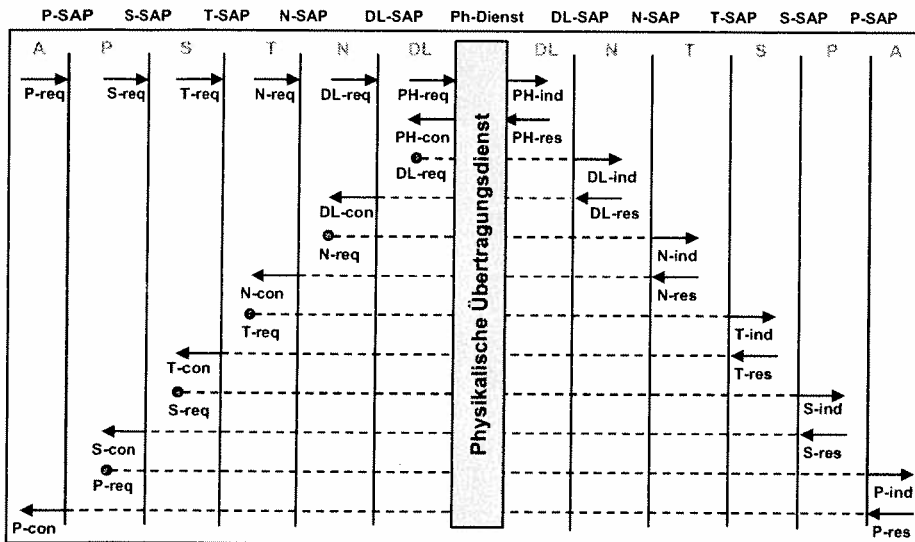 P-SAP S-SAP T-SAP N-SAP DL-SAP Ph-Dienst DL-SAP N-SAP T-SAP S-SAP P-SAP
A P S T N DL DL N T S P A
P-req S-req T-req N-req DL-req PH-req PH-ind
PH-con PH-res
DL-req DL-ind
DL-con DL-res
N-req N-ind
N-con N-res
T-req T-ind
T-con T-res
S-req S-ind
S-con S-res
P-req P-ind
P-con P-res
Physikalische Übertragungsdienst